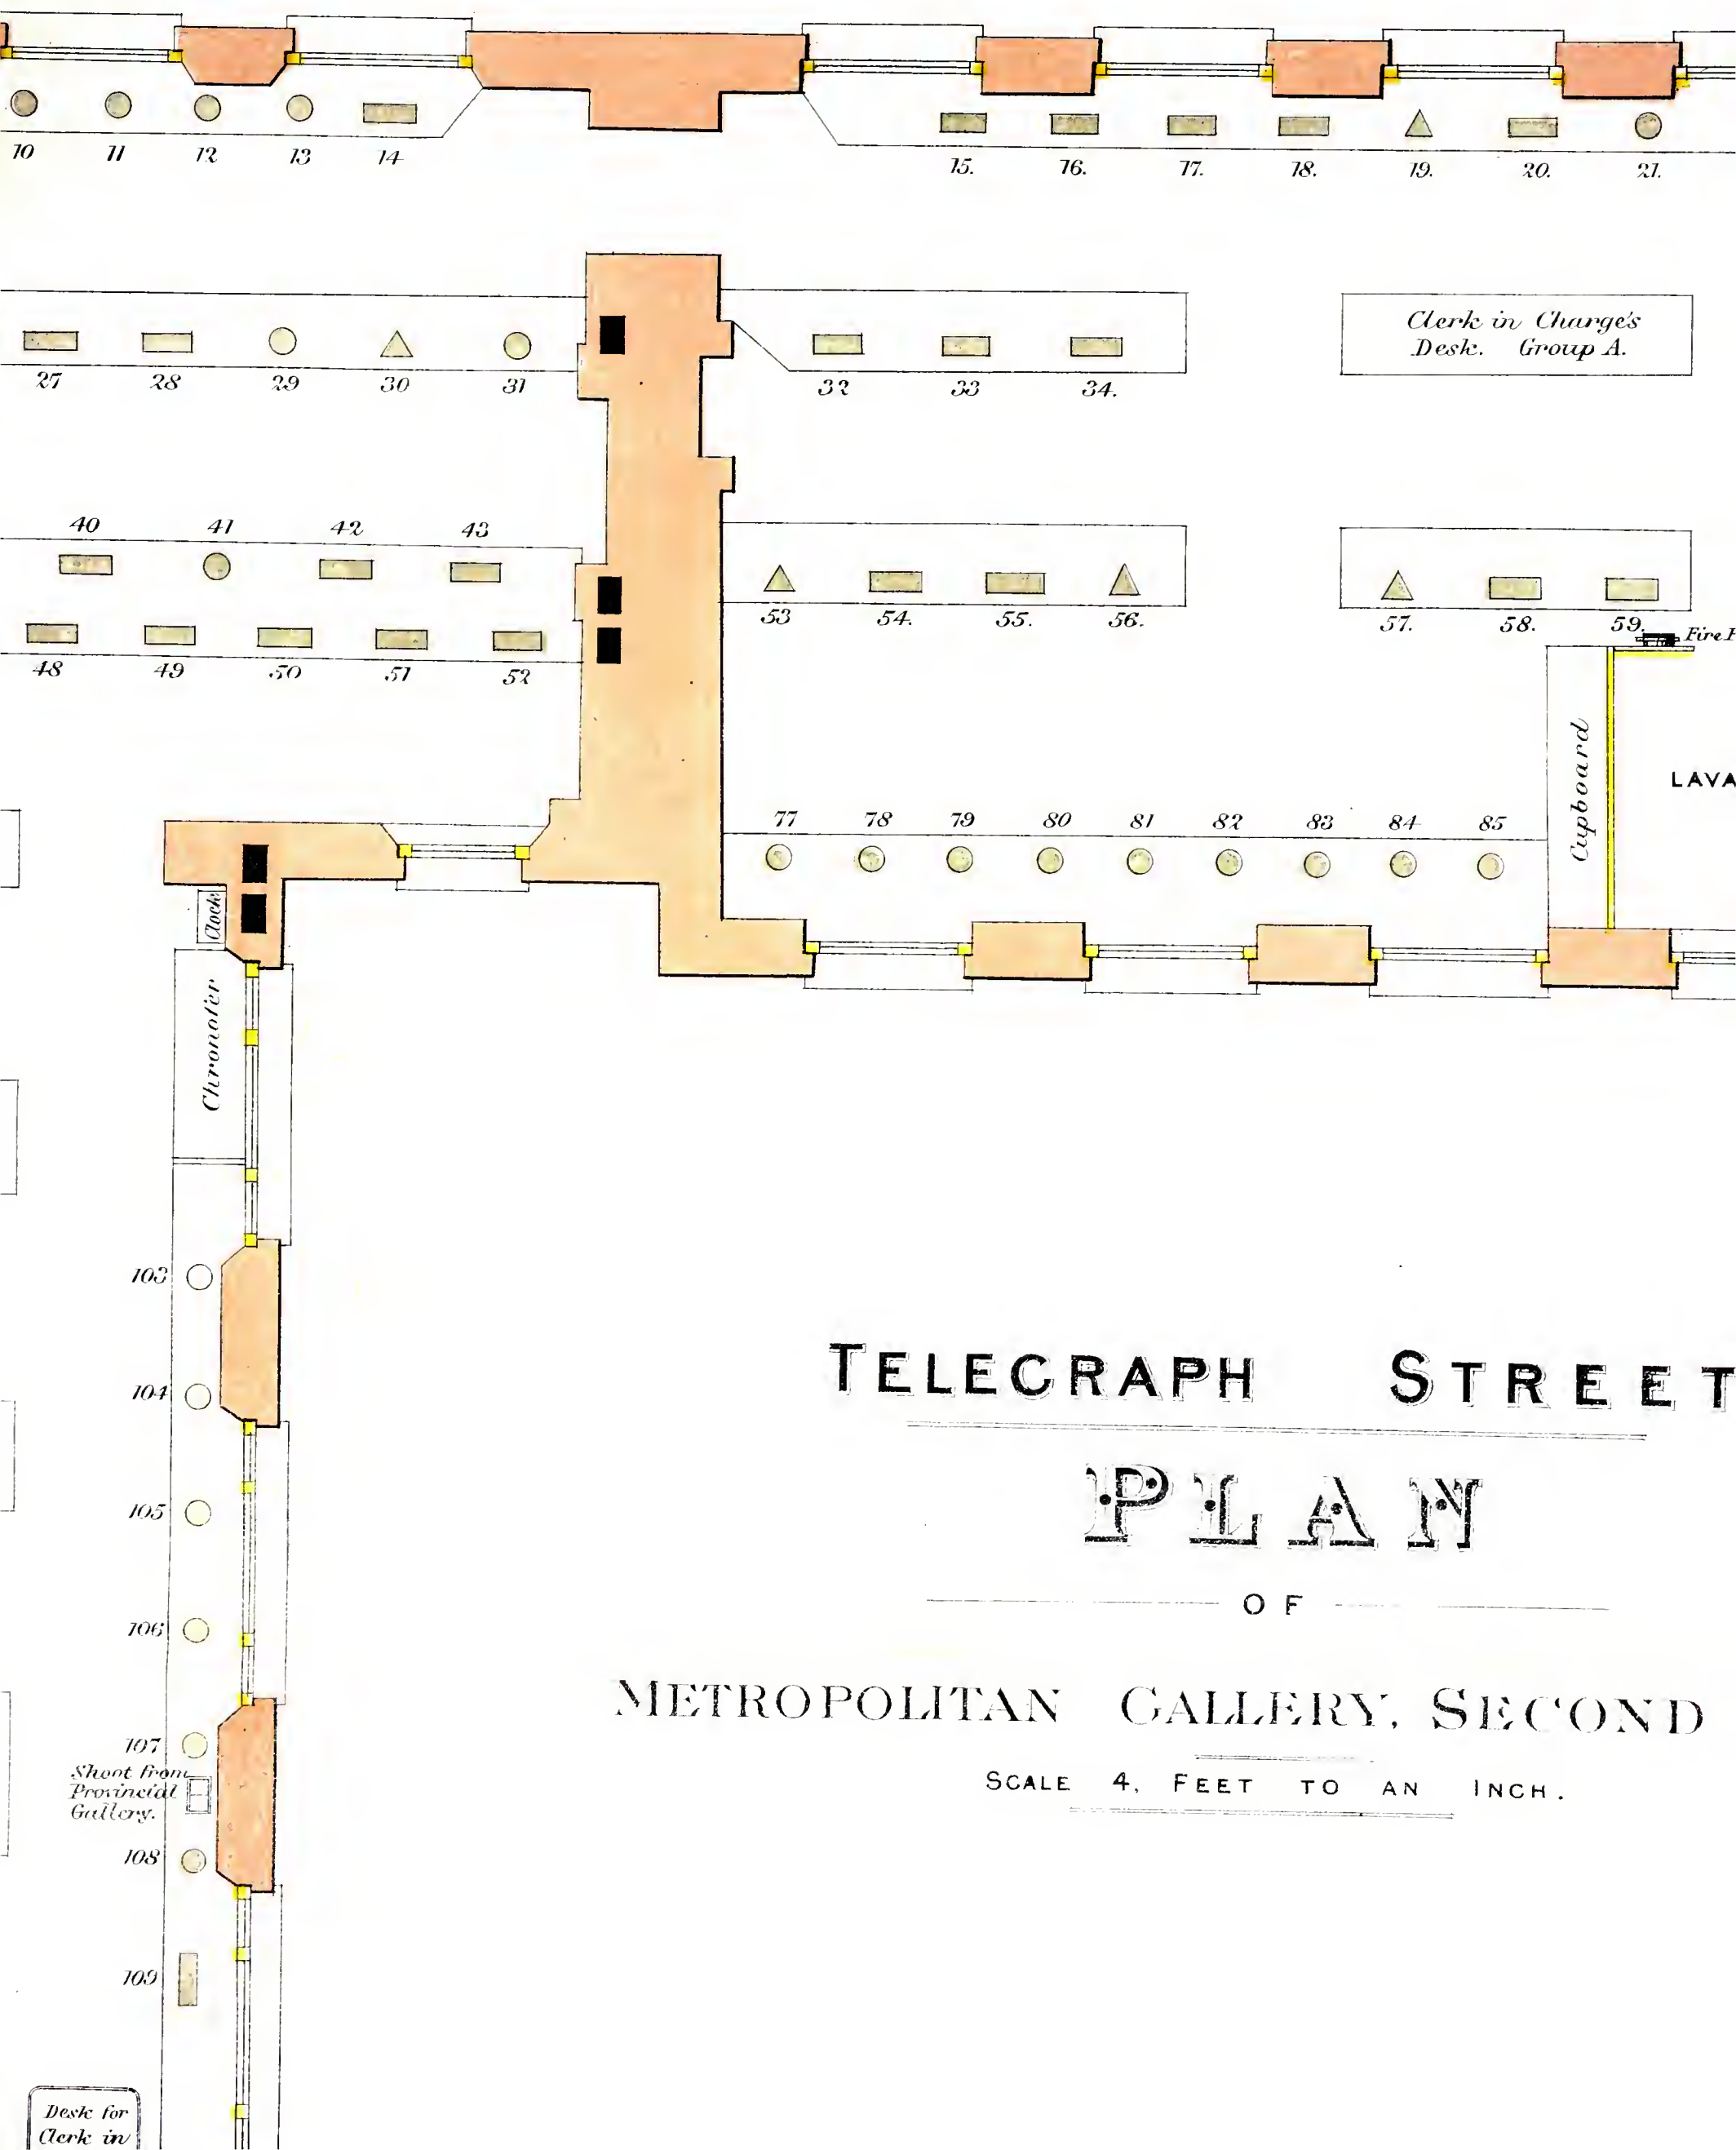 10 11 12 13 14 15. 16. 17. 18. 19. 20. 21.
Clerk in Charge's
Desk. Group A.
27 28 29 30 31 32 33 34.
40 41 42 43
53 54. 55. 56. 57. 58. 59.
Fire
48 49 50 51 52
Cupboard
LAVA
77 78 79 80 81 82 83 84 85
Clock
Chronofer
103
104
105
106
107
Shoot from
Provincial
Gallery.
108
109
Desk for
Clerk in
TELEGRAPH STREET
PLAN
OF
METROPOLITAN GALLERY, SECOND
SCALE 4, FEET TO AN INCH.